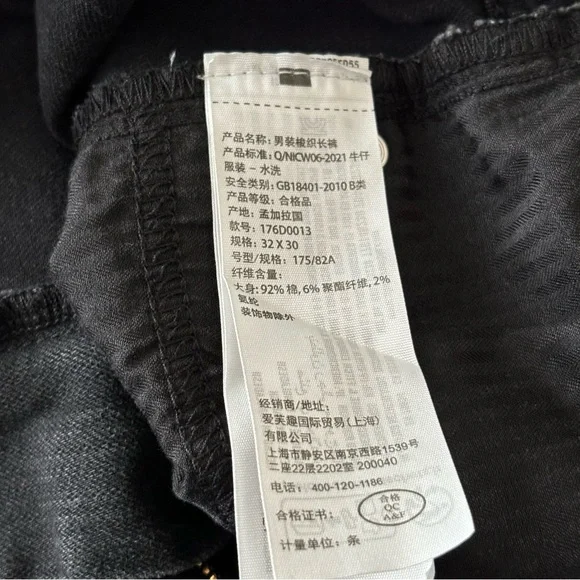 产品名称: 男装梭织长裤
产品标准: Q/NICW06-2021 牛仔
服装 - 水洗
安全类别: GB18401-2010 B类
产品等级: 合格品
产地: 孟加拉国
款号: 176D0013
规格: 32 X 30
号型/规格: 175/82A
纤维含量:
大身: 92% 棉, 6% 聚酯纤维, 2%
氨纶
装饰物除外
经销商/地址:
爱芙趣国际贸易(上海)
有限公司
上海市静安区南京西路1539号
二座22层2202室 200040
电话: 400-120-1186
合格证书: 合格
QC
A&F
计量单位: 条